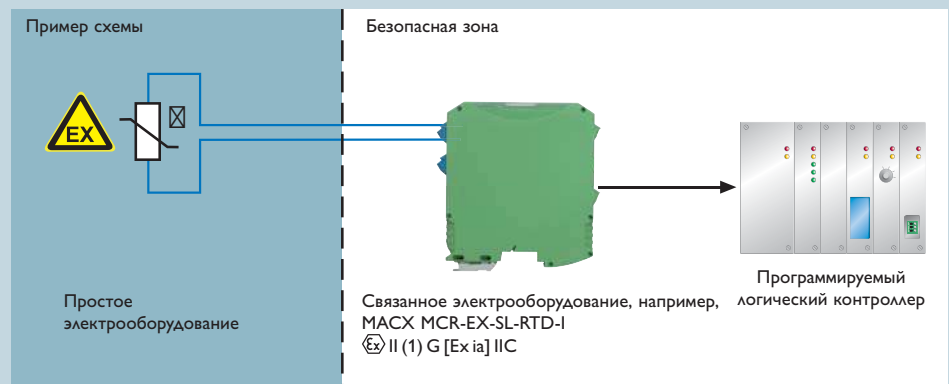 Пример схемы
Безопасная зона
EX
Программируемый
логический контроллер
Простое
электрооборудование
Связанное электрооборудование, например,
MACX MCR-EX-SL-RTD-I
Ex II (1) G [Ex ia] IIC